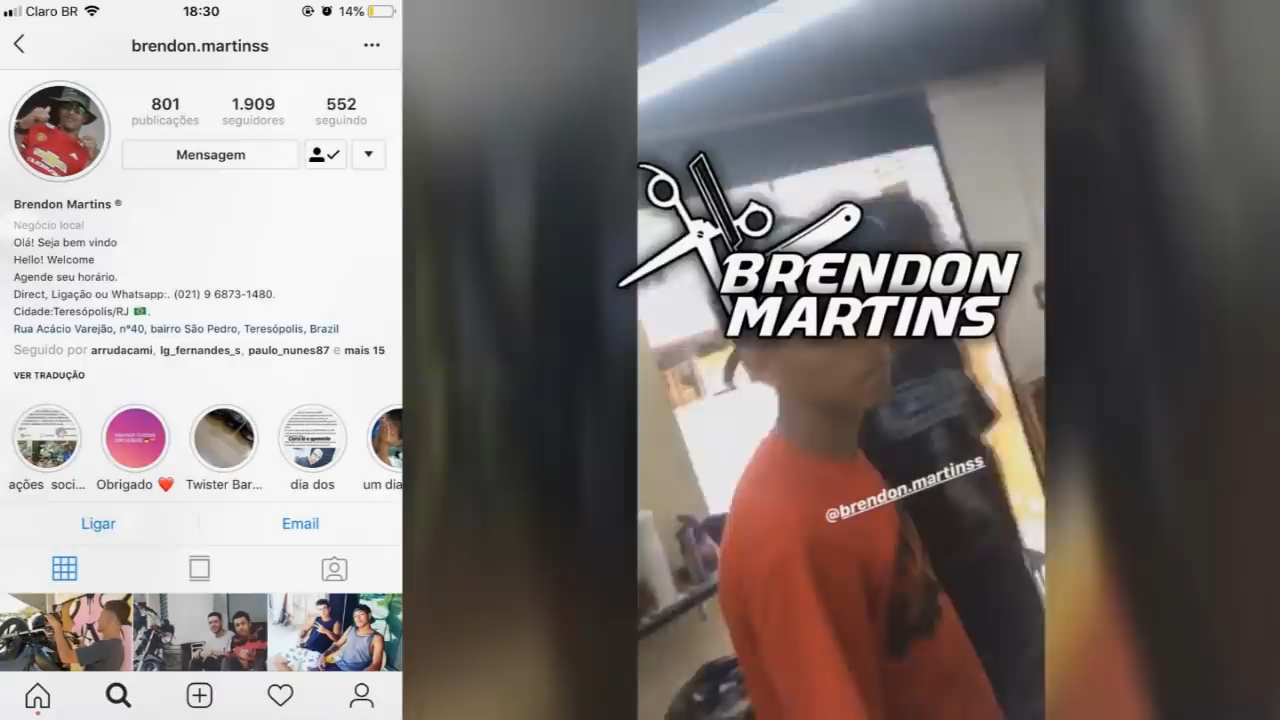 Claro BR
18:30
14%
brendon.martinss
801
publicações
1.909
seguidores
552
seguindo
Mensagem
Brendon Martins ®
Negócio local
Olá! Seja bem vindo
Hello! Welcome
Agende seu horário.
Direct, Ligação ou Whatsapp:. (021) 9 6873-1480.
Cidade:Teresópolis/RJ 🇧🇷.
Rua Acácio Varejão, nº40, bairro São Pedro, Teresópolis, Brazil
Seguido por arrudacami, lg_fernandes_s, paulo_nunes87 e mais 15
VER TRADUÇÃO
ações soci...
Obrigado ❤️
Twister Bar...
dia dos
um dia
Ligar
Email
BRENDON
MARTINS
@brendon.martinss